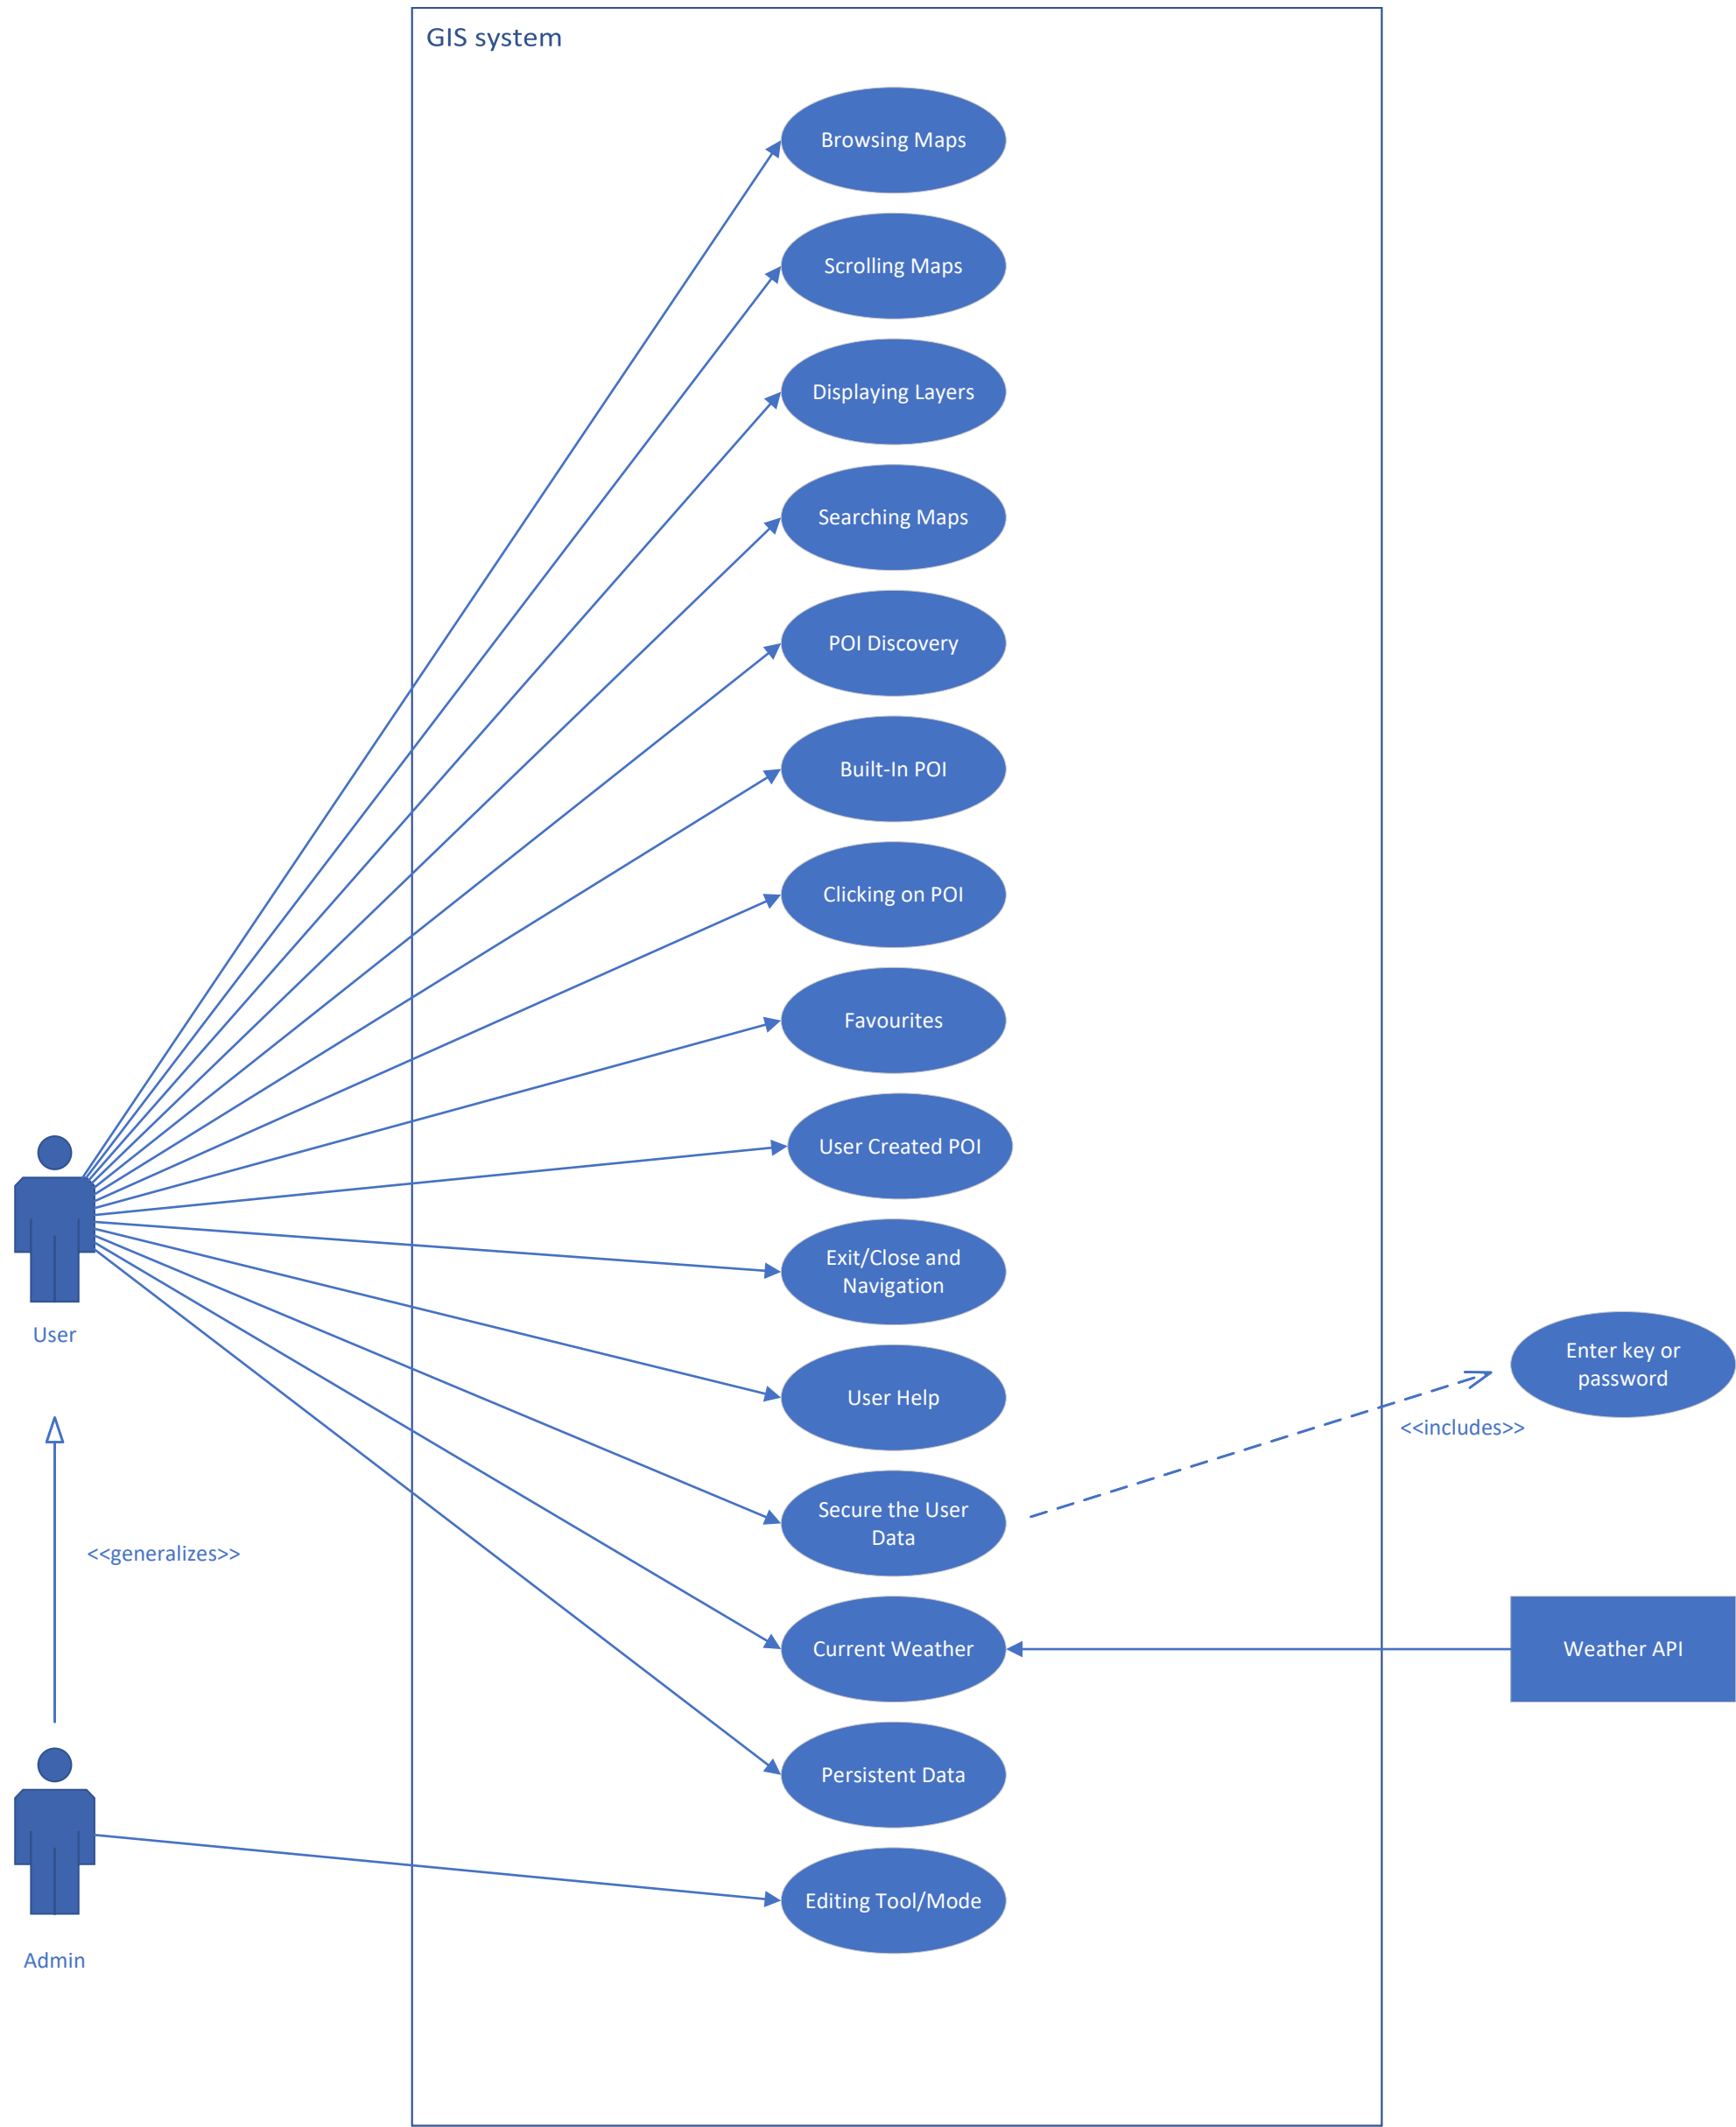 GIS system
Browsing Maps
Scrolling Maps
Displaying Layers
Searching Maps
POI Discovery
Built-In POI
Clicking on POI
Favourites
User Created POI
Exit/Close and
Navigation
User
Enter key or
password
User Help
<<includes>>
Secure the User
Data
<<generalizes>>
Current Weather
Weather API
Persistent Data
Editing Tool/Mode
Admin